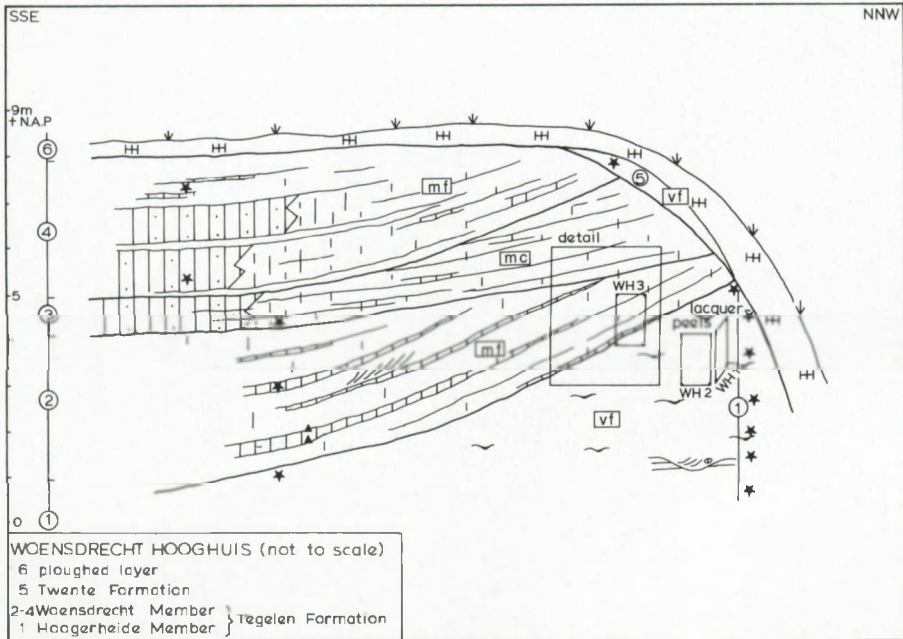 SSE
NNW
9m
+ N.A.P
6
mf
5
vf
4
mc
detail
WH3
lacquer
5
3
peels
mf
WH2
WH1
2
vf
1
0
1
WOENSDRECHT HOOGHUIS (not to scale)
6 ploughed layer
5 Twente Formation
2-4 Woensdrecht Member
1 Hoogerheide Member } Tegelen Formation